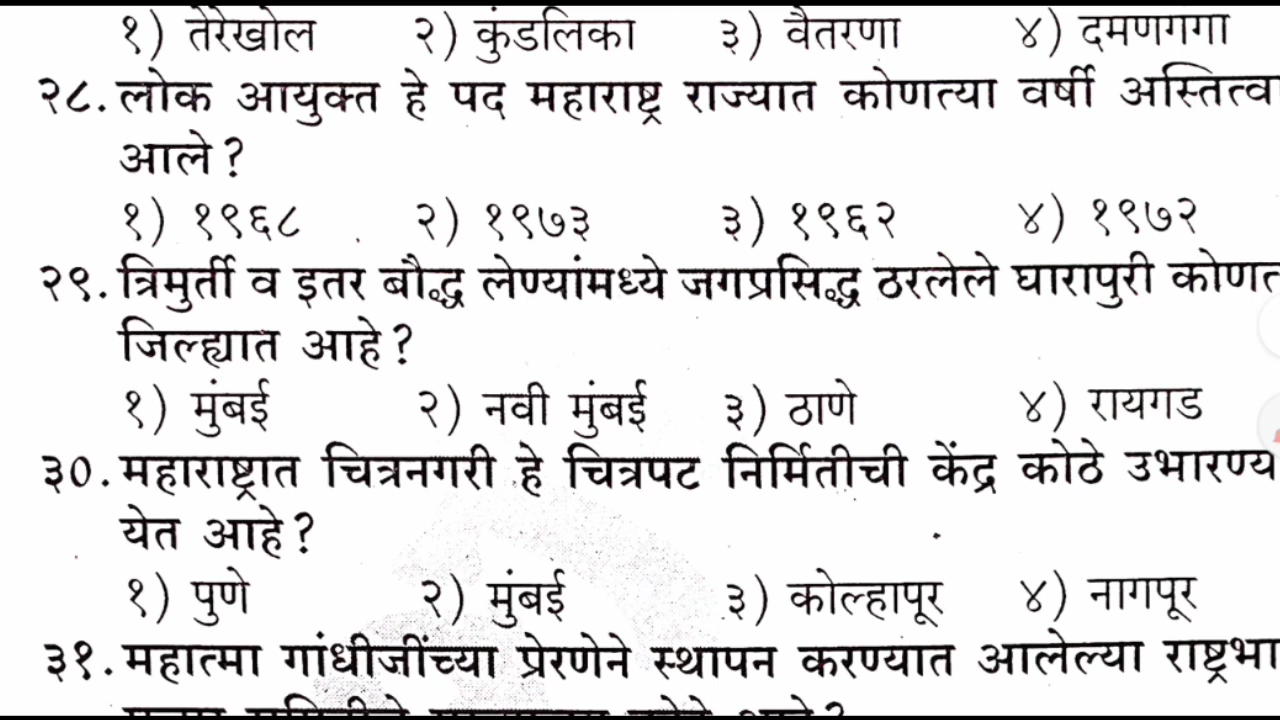 १) तेरेखोल २) कुंडलिका ३) वैतरणा ४) दमणगगा
२८. लोक आयुक्त हे पद महाराष्ट्र राज्यात कोणत्या वर्षी अस्तित्वा
आले?
१) १९६८ २) १९७३ ३) १९६२ ४) १९७२
२९. त्रिमुर्ती व इतर बौद्ध लेण्यांमध्ये जगप्रसिद्ध ठरलेले घारापुरी कोणत
जिल्ह्यात आहे?
१) मुंबई २) नवी मुंबई ३) ठाणे ४) रायगड
३०. महाराष्ट्रात चित्रनगरी हे चित्रपट निर्मितीची केंद्र कोठे उभारण्य
येत आहे?
१) पुणे २) मुंबई ३) कोल्हापूर ४) नागपूर
३१. महात्मा गांधीजींच्या प्रेरणेने स्थापन करण्यात आलेल्या राष्ट्रभा